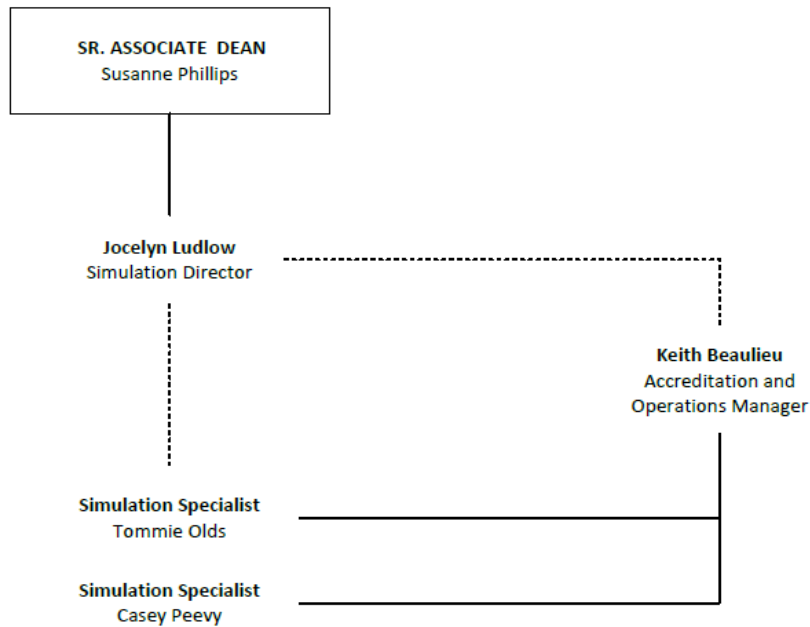 SR. ASSOCIATE DEAN
Susanne Phillips
Jocelyn Ludlow
Simulation Director
Keith Beaulieu
Accreditation and
Operations Manager
Simulation Specialist
Tommie Olds
Simulation Specialist
Casey Peevy